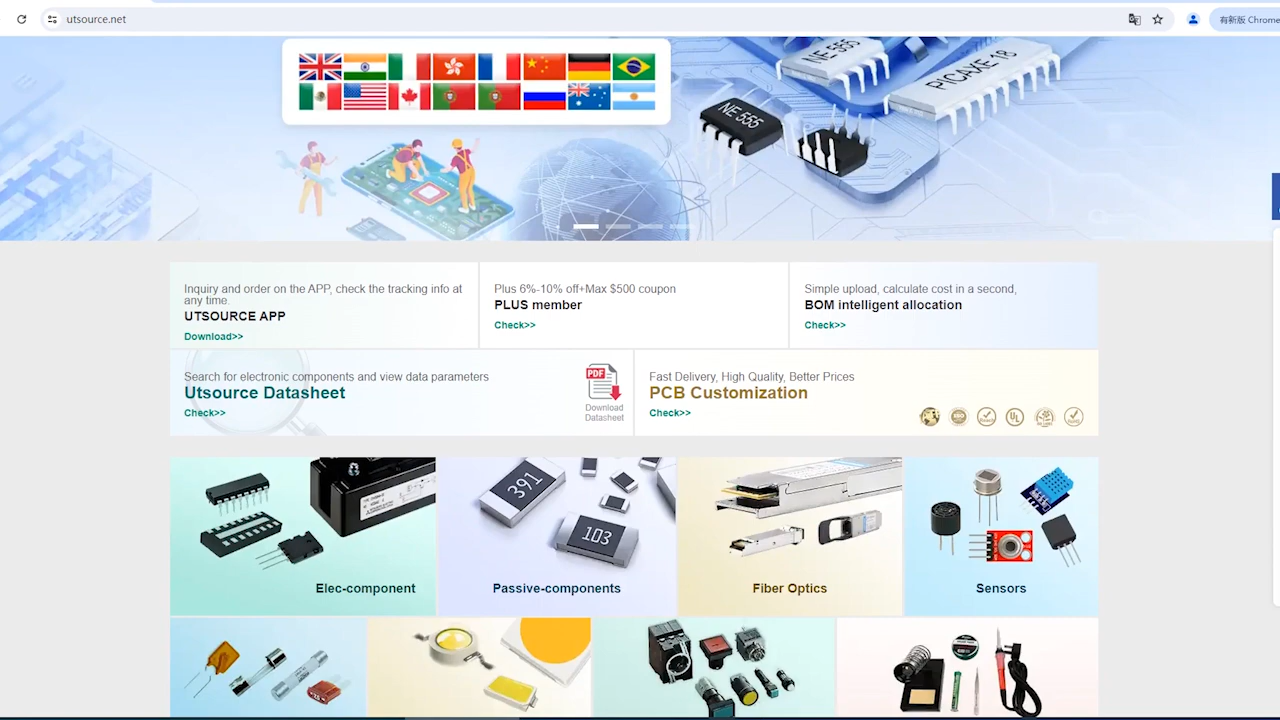 utsource.net
有新版 Chrome
NE 555
PICAXE-18
NE 555
Inquiry and order on the APP, check the tracking info at
any time.
UTSOURCE APP
Download>>
Plus 6%-10% off+Max $500 coupon
PLUS member
Check>>
Simple upload, calculate cost in a second,
BOM intelligent allocation
Check>>
Search for electronic components and view data parameters
Utsource Datasheet
Check>>
PDF
Download
Datasheet
Fast Delivery, High Quality, Better Prices
PCB Customization
Check>>
391
103
Elec-component
Passive-components
Fiber Optics
Sensors